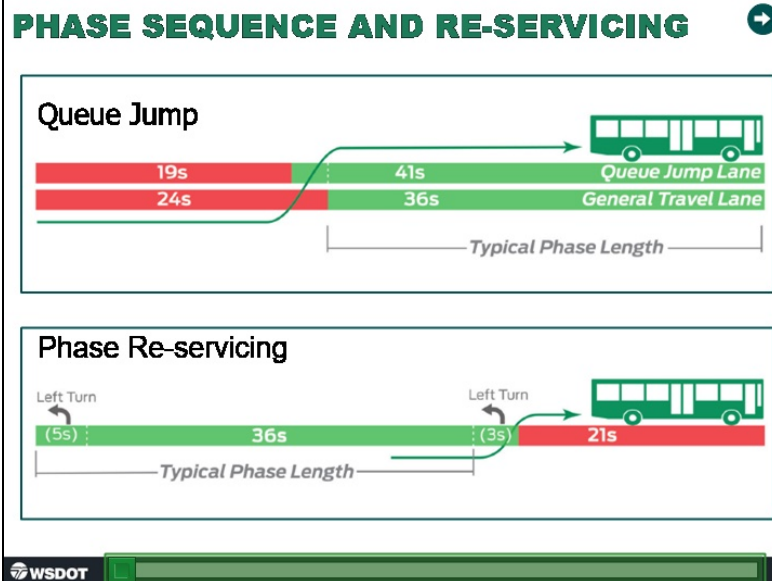 PHASE SEQUENCE AND RE-SERVICING
Queue Jump
19s 41s Queue Jump Lane
24s 36s General Travel Lane
Typical Phase Length
Phase Re-servicing
Left Turn Left Turn
(5s) 36s (3s) 21s
Typical Phase Length
WSDOT